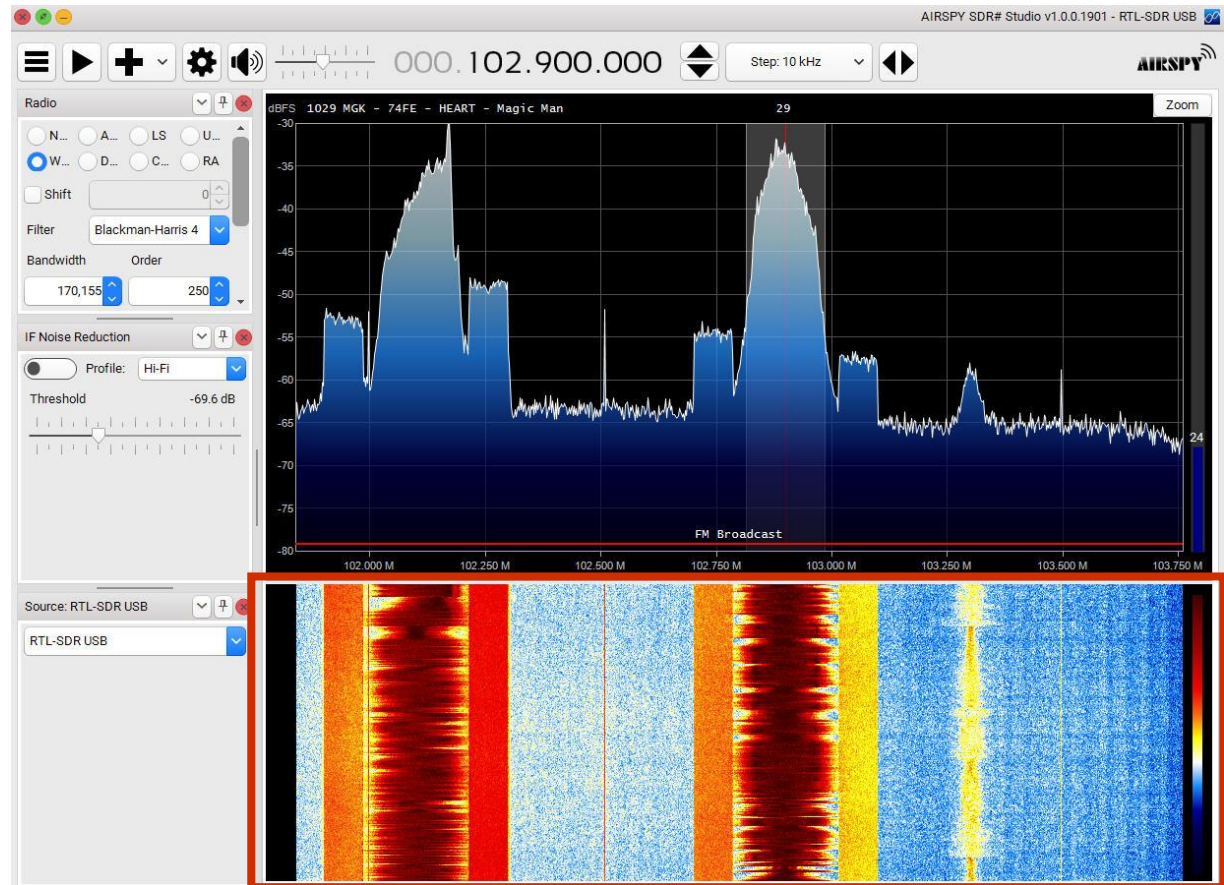 AIRSPY SDR# Studio v1.0.0.1901 - RTL-SDR USB
000.102.900.000
Step: 10 kHz
AIRSPY
Radio
N... A... LS U...
W... D... C... RA
Shift 0
Filter Blackman-Harris 4
Bandwidth Order
170,155 250
IF Noise Reduction
Profile: Hi-Fi
Threshold -69.6 dB
Source: RTL-SDR USB
RTL-SDR USB
dBFS 1029 MGK - 74FE - HEART - Magic Man 29
Zoom
-30
-35
-40
-45
-50
-55
-60
-65
-70
-75
-80
24
FM Broadcast
102.000 M 102.250 M 102.500 M 102.750 M 103.000 M 103.250 M 103.500 M 103.750 M